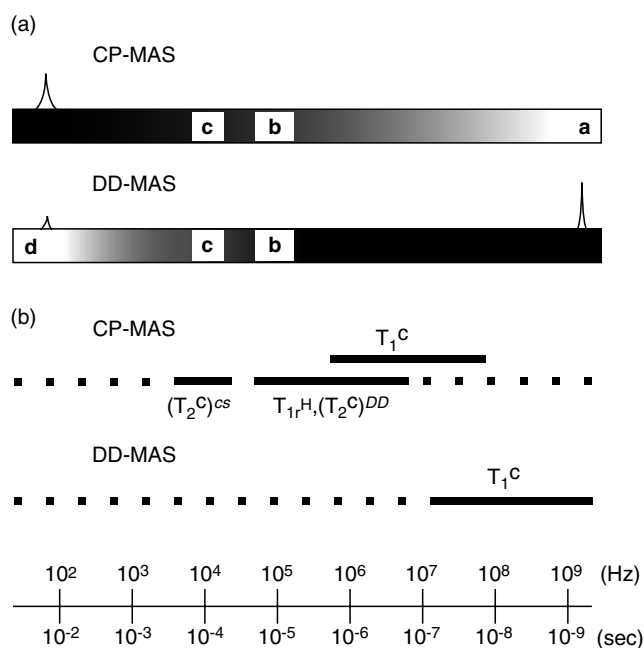 (a)
CP-MAS
c b a
DD-MAS
d c b
(b)
CP-MAS
T₁ᶜ
(T₂ᶜ)ᶜˢ T₁ᵣᴴ,(T₂ᶜ)ᴰᴰ
DD-MAS
T₁ᶜ
10² 10³ 10⁴ 10⁵ 10⁶ 10⁷ 10⁸ 10⁹ (Hz)
10⁻² 10⁻³ 10⁻⁴ 10⁻⁵ 10⁻⁶ 10⁻⁷ 10⁻⁸ 10⁻⁹ (sec)